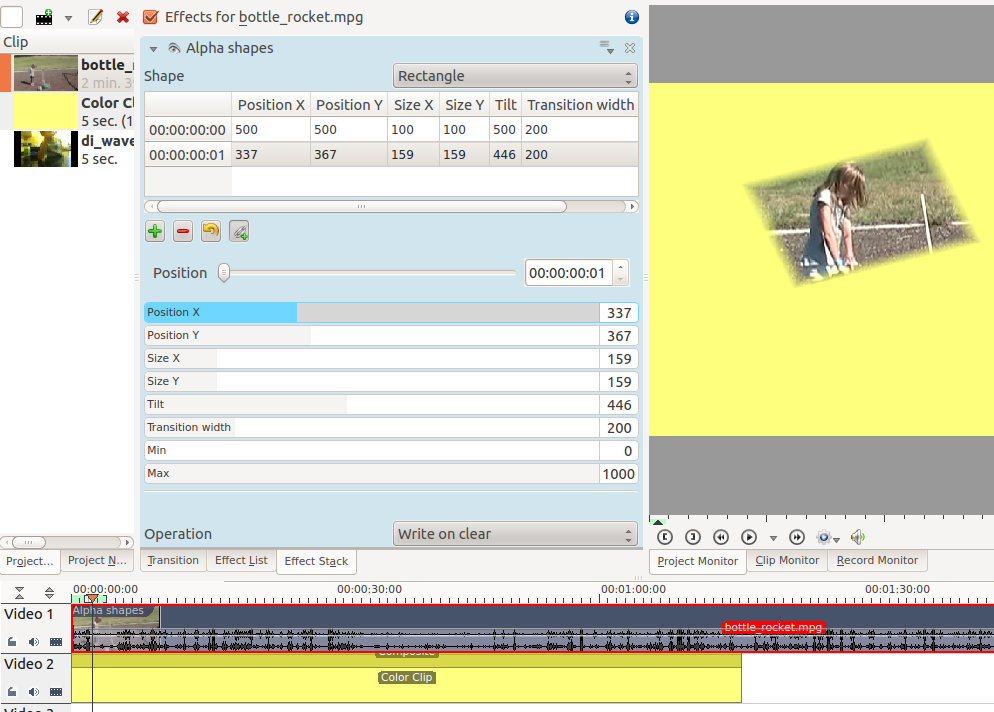 Effects for bottle_rocket.mpg
Clip
Alpha shapes
bottle_
2 min. 3
Shape Rectangle
Color Cl
5 sec. (1
Position X Position Y Size X Size Y Tilt Transition width
00:00:00:00 500 500 100 100 500 200
di_wave
5 sec.
00:00:00:01 337 367 159 159 446 200
Position 00:00:00:01
Position X 337
Position Y 367
Size X 159
Size Y 159
Tilt 446
Transition width 200
Min 0
Max 1000
Operation Write on clear
Project... Project N... Transition Effect List Effect Stack Project Monitor Clip Monitor Record Monitor
00:00:00:00 00:00:30:00 00:01:00:00 00:01:30:00
Video 1 Alpha shapes
bottle_rocket.mpg
Composite
Video 2
Color Clip
Video 3